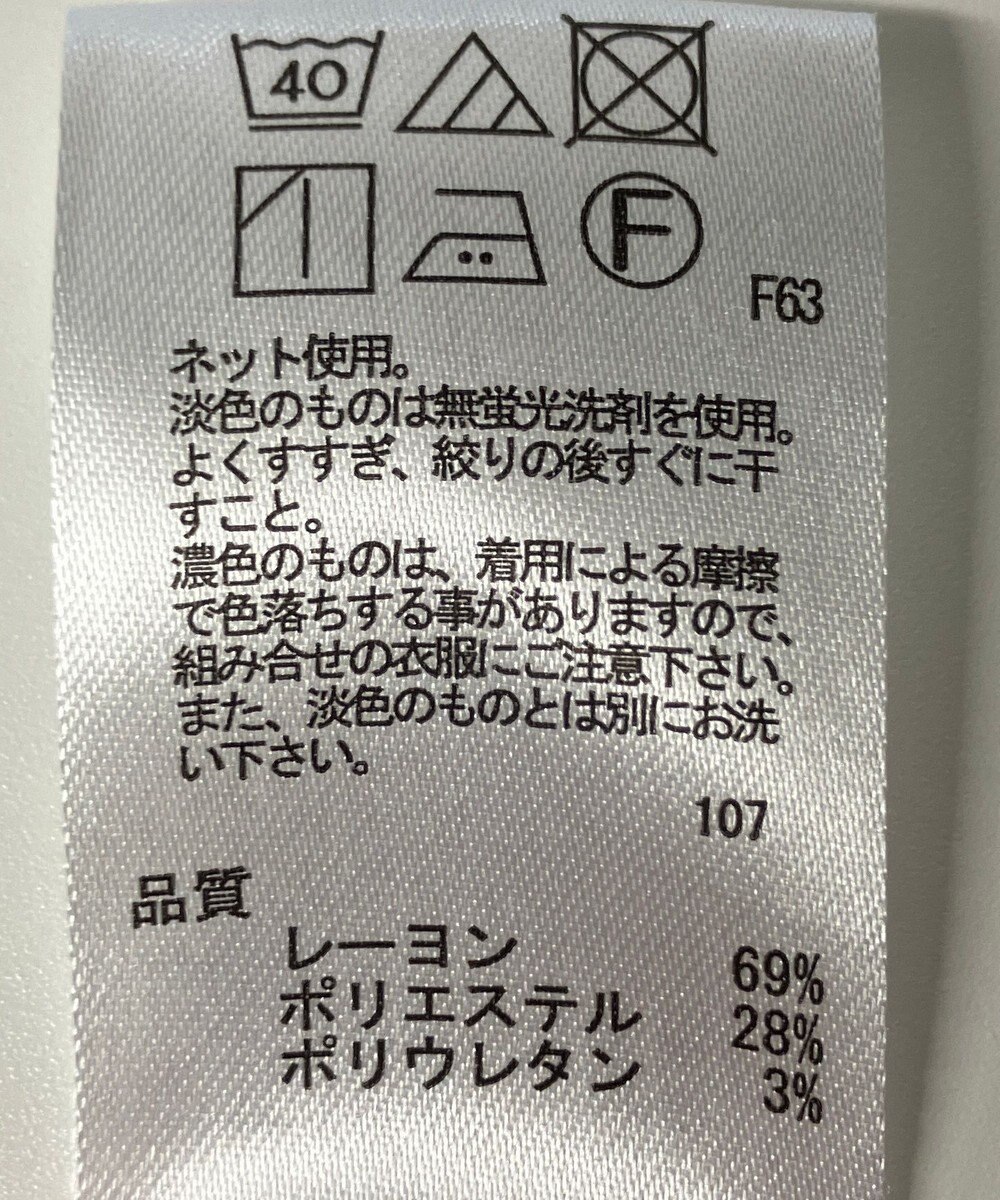 40
F
F63
ネット使用。
淡色のものは無蛍光洗剤を使用。
よくすすぎ、絞りの後すぐに干
すこと。
濃色のものは、着用による摩擦
で色落ちする事がありますので、
組み合せの衣服にご注意下さい。
また、淡色のものとは別にお洗
い下さい。
107
品質
レーヨン 69%
ポリエステル 28%
ポリウレタン 3%